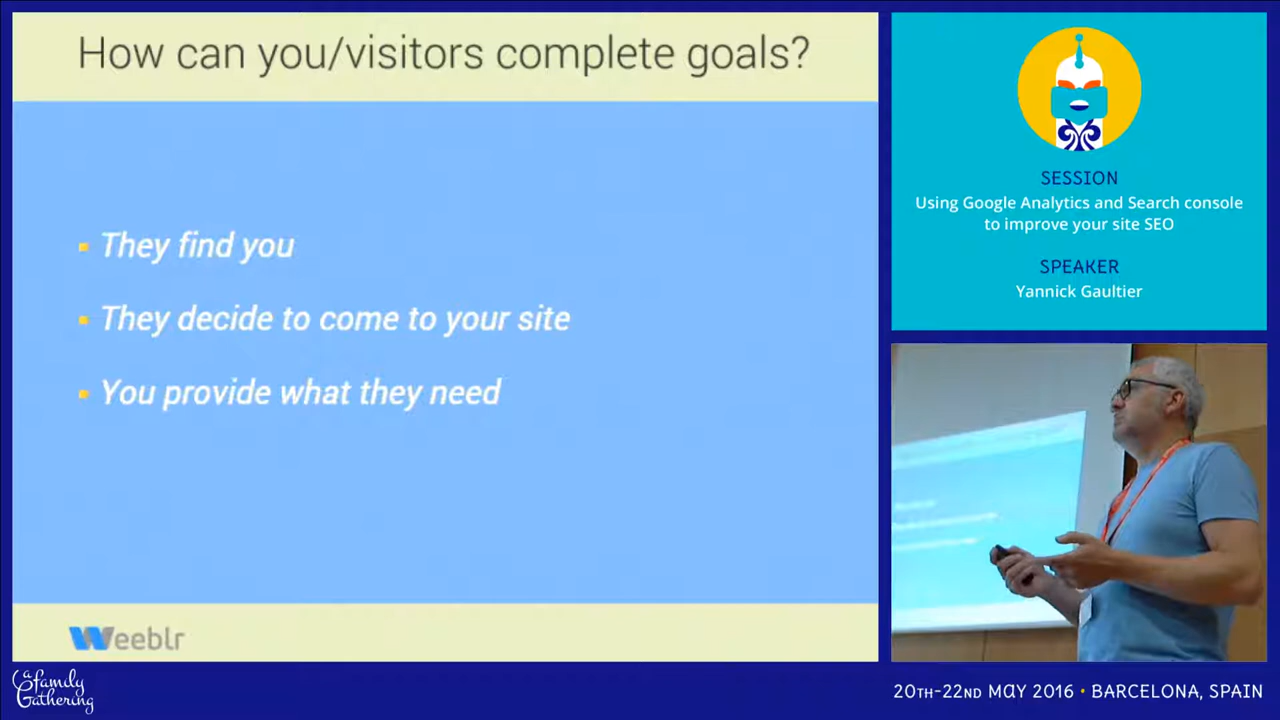 How can you/visitors complete goals?
They find you
They decide to come to your site
You provide what they need
Weeblr
SESSION
Using Google Analytics and Search console
to improve your site SEO
SPEAKER
Yannick Gaultier
a family
Gathering
20TH-22ND MAY 2016 • BARCELONA, SPAIN